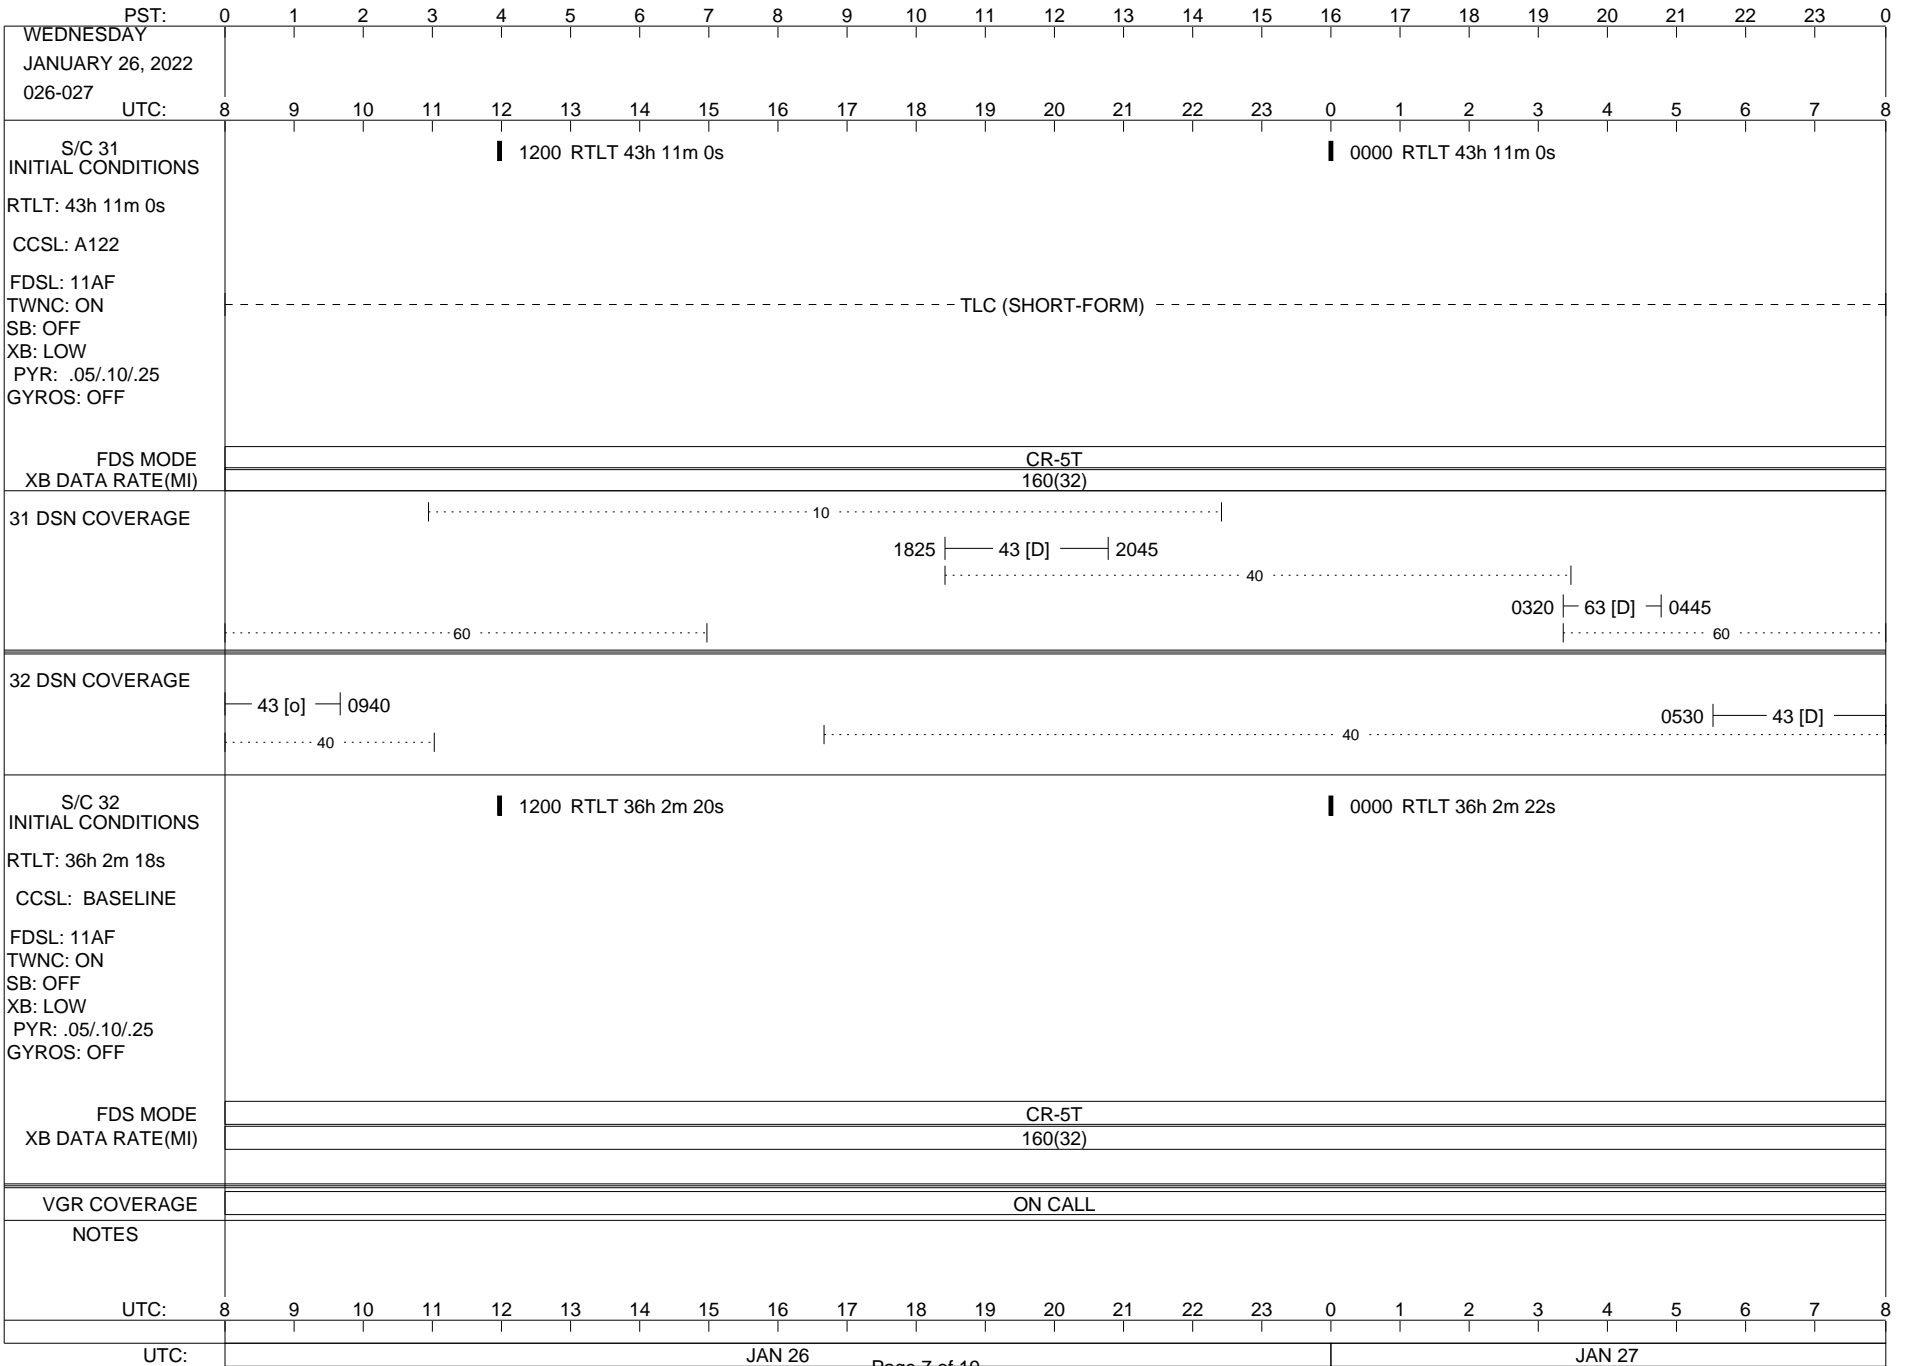 PST: 0 1 2 3 4 5 6 7 8 9 10 11 12 13 14 15 16 17 18 19 20 21 22 23 0
WEDNESDAY
JANUARY 26, 2022
026-027
UTC: 8 9 10 11 12 13 14 15 16 17 18 19 20 21 22 23 0 1 2 3 4 5 6 7 8
S/C 31
INITIAL CONDITIONS
1200 RTLT 43h 11m 0s
0000 RTLT 43h 11m 0s
RTLT: 43h 11m 0s
CCSL: A122
FDSL: 11AF
TWNC: ON
TLC (SHORT-FORM)
SB: OFF
XB: LOW
PYR: .05/.10/.25
GYROS: OFF
FDS MODE CR-5T
XB DATA RATE(MI) 160(32)
31 DSN COVERAGE
10
1825 43 [D] 2045
40
0320 63 [D] 0445
60 60
32 DSN COVERAGE
43 [o] 0940
0530 43 [D]
40 40
S/C 32
INITIAL CONDITIONS
1200 RTLT 36h 2m 20s
0000 RTLT 36h 2m 22s
RTLT: 36h 2m 18s
CCSL: BASELINE
FDSL: 11AF
TWNC: ON
SB: OFF
XB: LOW
PYR: .05/.10/.25
GYROS: OFF
FDS MODE CR-5T
XB DATA RATE(MI) 160(32)
VGR COVERAGE ON CALL
NOTES
UTC: 8 9 10 11 12 13 14 15 16 17 18 19 20 21 22 23 0 1 2 3 4 5 6 7 8
UTC: JAN 26 JAN 27
Page 7 of